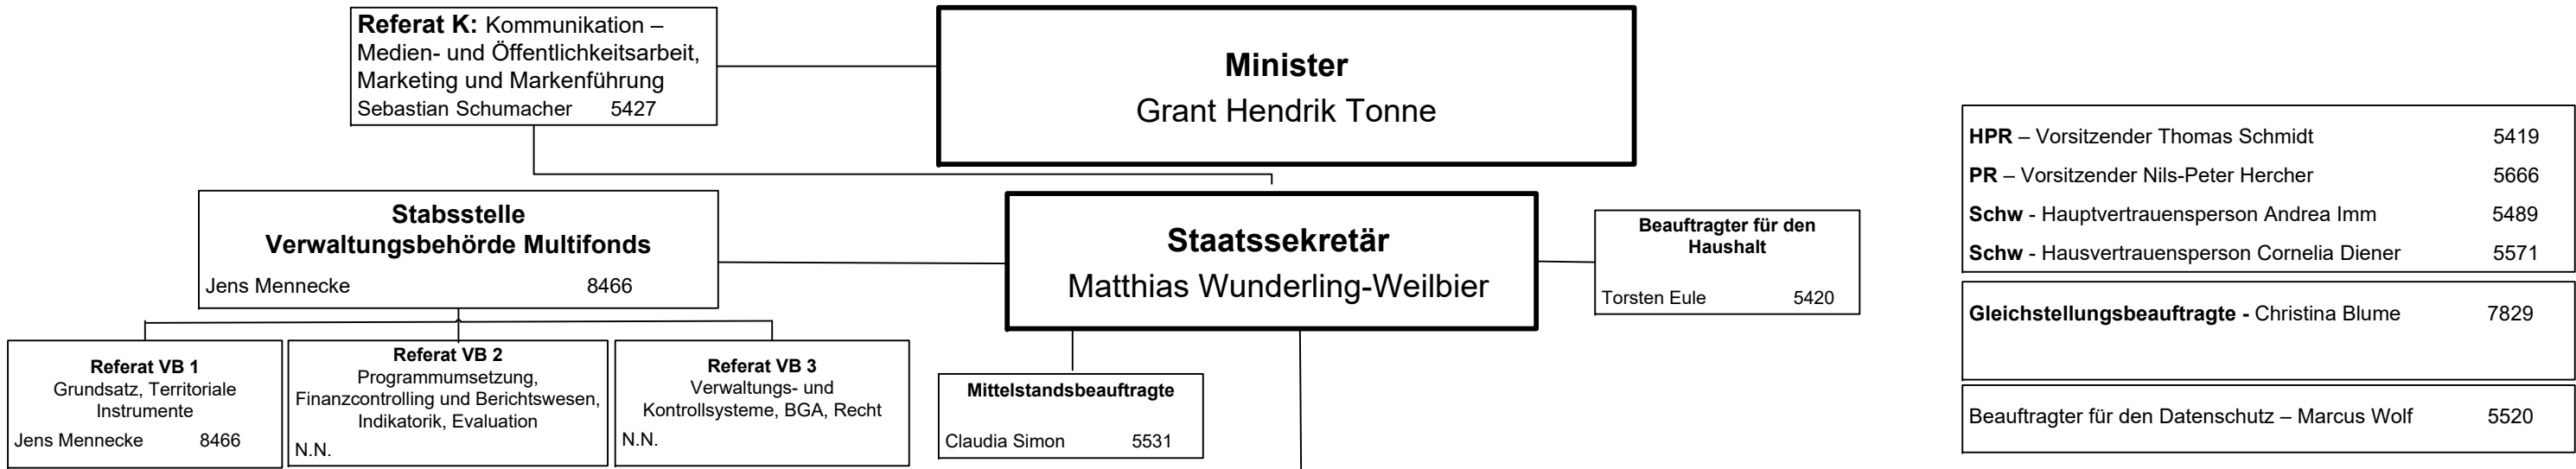 Referat K: Kommunikation –
Medien- und Öffentlichkeitsarbeit,
Marketing und Markenführung
Sebastian Schumacher 5427
Minister
Grant Hendrik Tonne
HPR – Vorsitzender Thomas Schmidt 5419
PR – Vorsitzender Nils-Peter Hercher 5666
Schw - Hauptvertrauensperson Andrea Imm 5489
Schw - Hausvertrauensperson Cornelia Diener 5571
Stabsstelle
Verwaltungsbehörde Multifonds
Jens Mennecke 8466
Staatssekretär
Matthias Wunderling-Weilbier
Beauftragter für den
Haushalt
Torsten Eule 5420
Gleichstellungsbeauftragte - Christina Blume 7829
Referat VB 1
Grundsatz, Territoriale
Instrumente
Jens Mennecke 8466
Referat VB 2
Programmumsetzung,
Finanzcontrolling und Berichtswesen,
Indikatorik, Evaluation
N.N.
Referat VB 3
Verwaltungs- und
Kontrollsysteme, BGA, Recht
N.N.
Mittelstandsbeauftragte
Claudia Simon 5531
Beauftragter für den Datenschutz – Marcus Wolf 5520